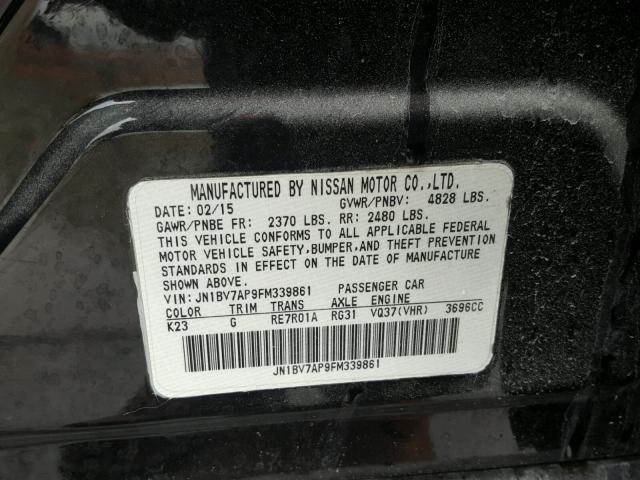 MANUFACTURED BY NISSAN MOTOR CO.,LTD.
DATE: 02/15 GVWR/PNBV: 4828 LBS.
GAWR/PNBE FR: 2370 LBS. RR: 2480 LBS.
THIS VEHICLE CONFORMS TO ALL APPLICABLE FEDERAL
MOTOR VEHICLE SAFETY, BUMPER, AND THEFT PREVENTION
STANDARDS IN EFFECT ON THE DATE OF MANUFACTURE
SHOWN ABOVE.
VIN: JN1BV7AP9FM339861 PASSENGER CAR
COLOR TRIM TRANS AXLE ENGINE
K23 G RE7R01A RG31 VQ37(VHR) 3696CC
JN1BV7AP9FM339861